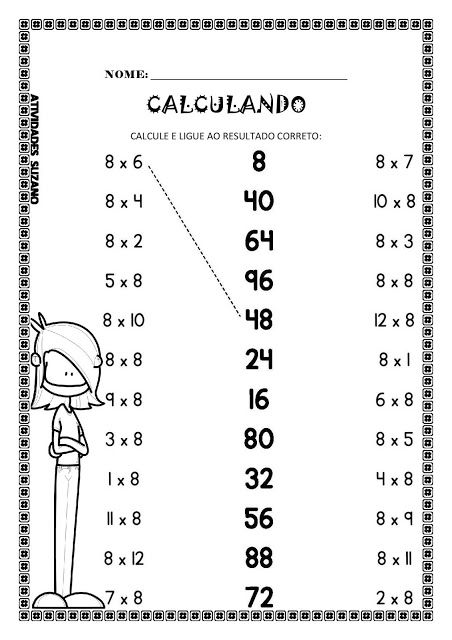 NOME:
CALCULANDO
CALCULE E LIGUE AO RESULTADO CORRETO:
ATIVIDADES SUZANO
8 x 6 8 8 x 7
8 x 4 40 10 x 8
8 x 2 64 8 x 3
5 x 8 96 8 x 8
8 x 10 48 12 x 8
8 x 8 24 8 x 1
9 x 8 16 6 x 8
3 x 8 80 8 x 5
1 x 8 32 4 x 8
11 x 8 56 8 x 9
8 x 12 88 8 x 11
7 x 8 72 2 x 8